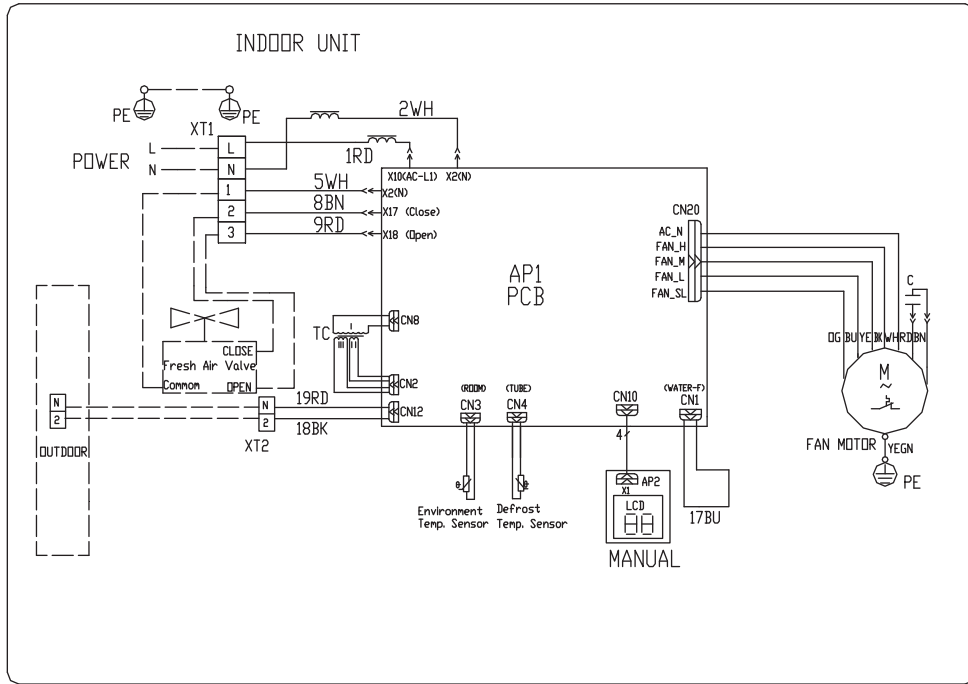 INDOOR UNIT
PE
PE
XT1
2WH
POWER
L
N
L
N
1
2
3
1RD
X10(AC-L1)
X2(N)
5WH
X2(N)
8BN
X17 (Close)
9RD
X18 (Open)
AP1
PCB
CN20
AC_N
FAN_H
FAN_M
FAN_L
FAN_SL
C
OG BU YE BK WH RD BN
M
~
FAN MOTOR
YEGN
PE
TC
I
III
II
CN8
CN2
CN12
CLOSE
Fresh Air Valve
Commom
OPEN
N
2
OUTDOOR
19RD
18BK
N
2
XT2
(ROOM)
CN3
(TUBE)
CN4
CN10
(WATER-F)
CN1
4
Environment
Temp. Sensor
Defrost
Temp. Sensor
AP2
X1
LCD
88
MANUAL
17BU